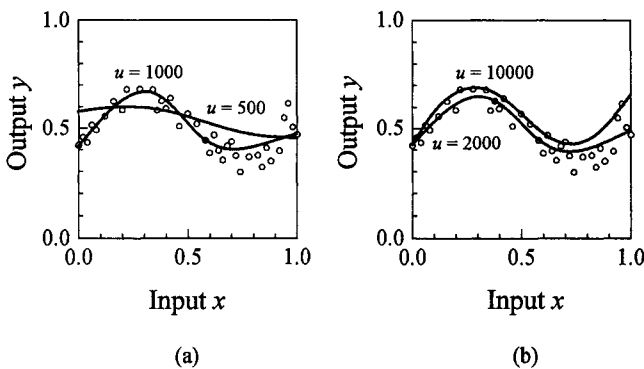 1.0
u = 1000
u = 500
0.5
0.0
0.0 0.5 1.0
Output y
Input x
(a)
1.0
u = 10000
0.5
u = 2000
0.0
0.0 0.5 1.0
Output y
Input x
(b)